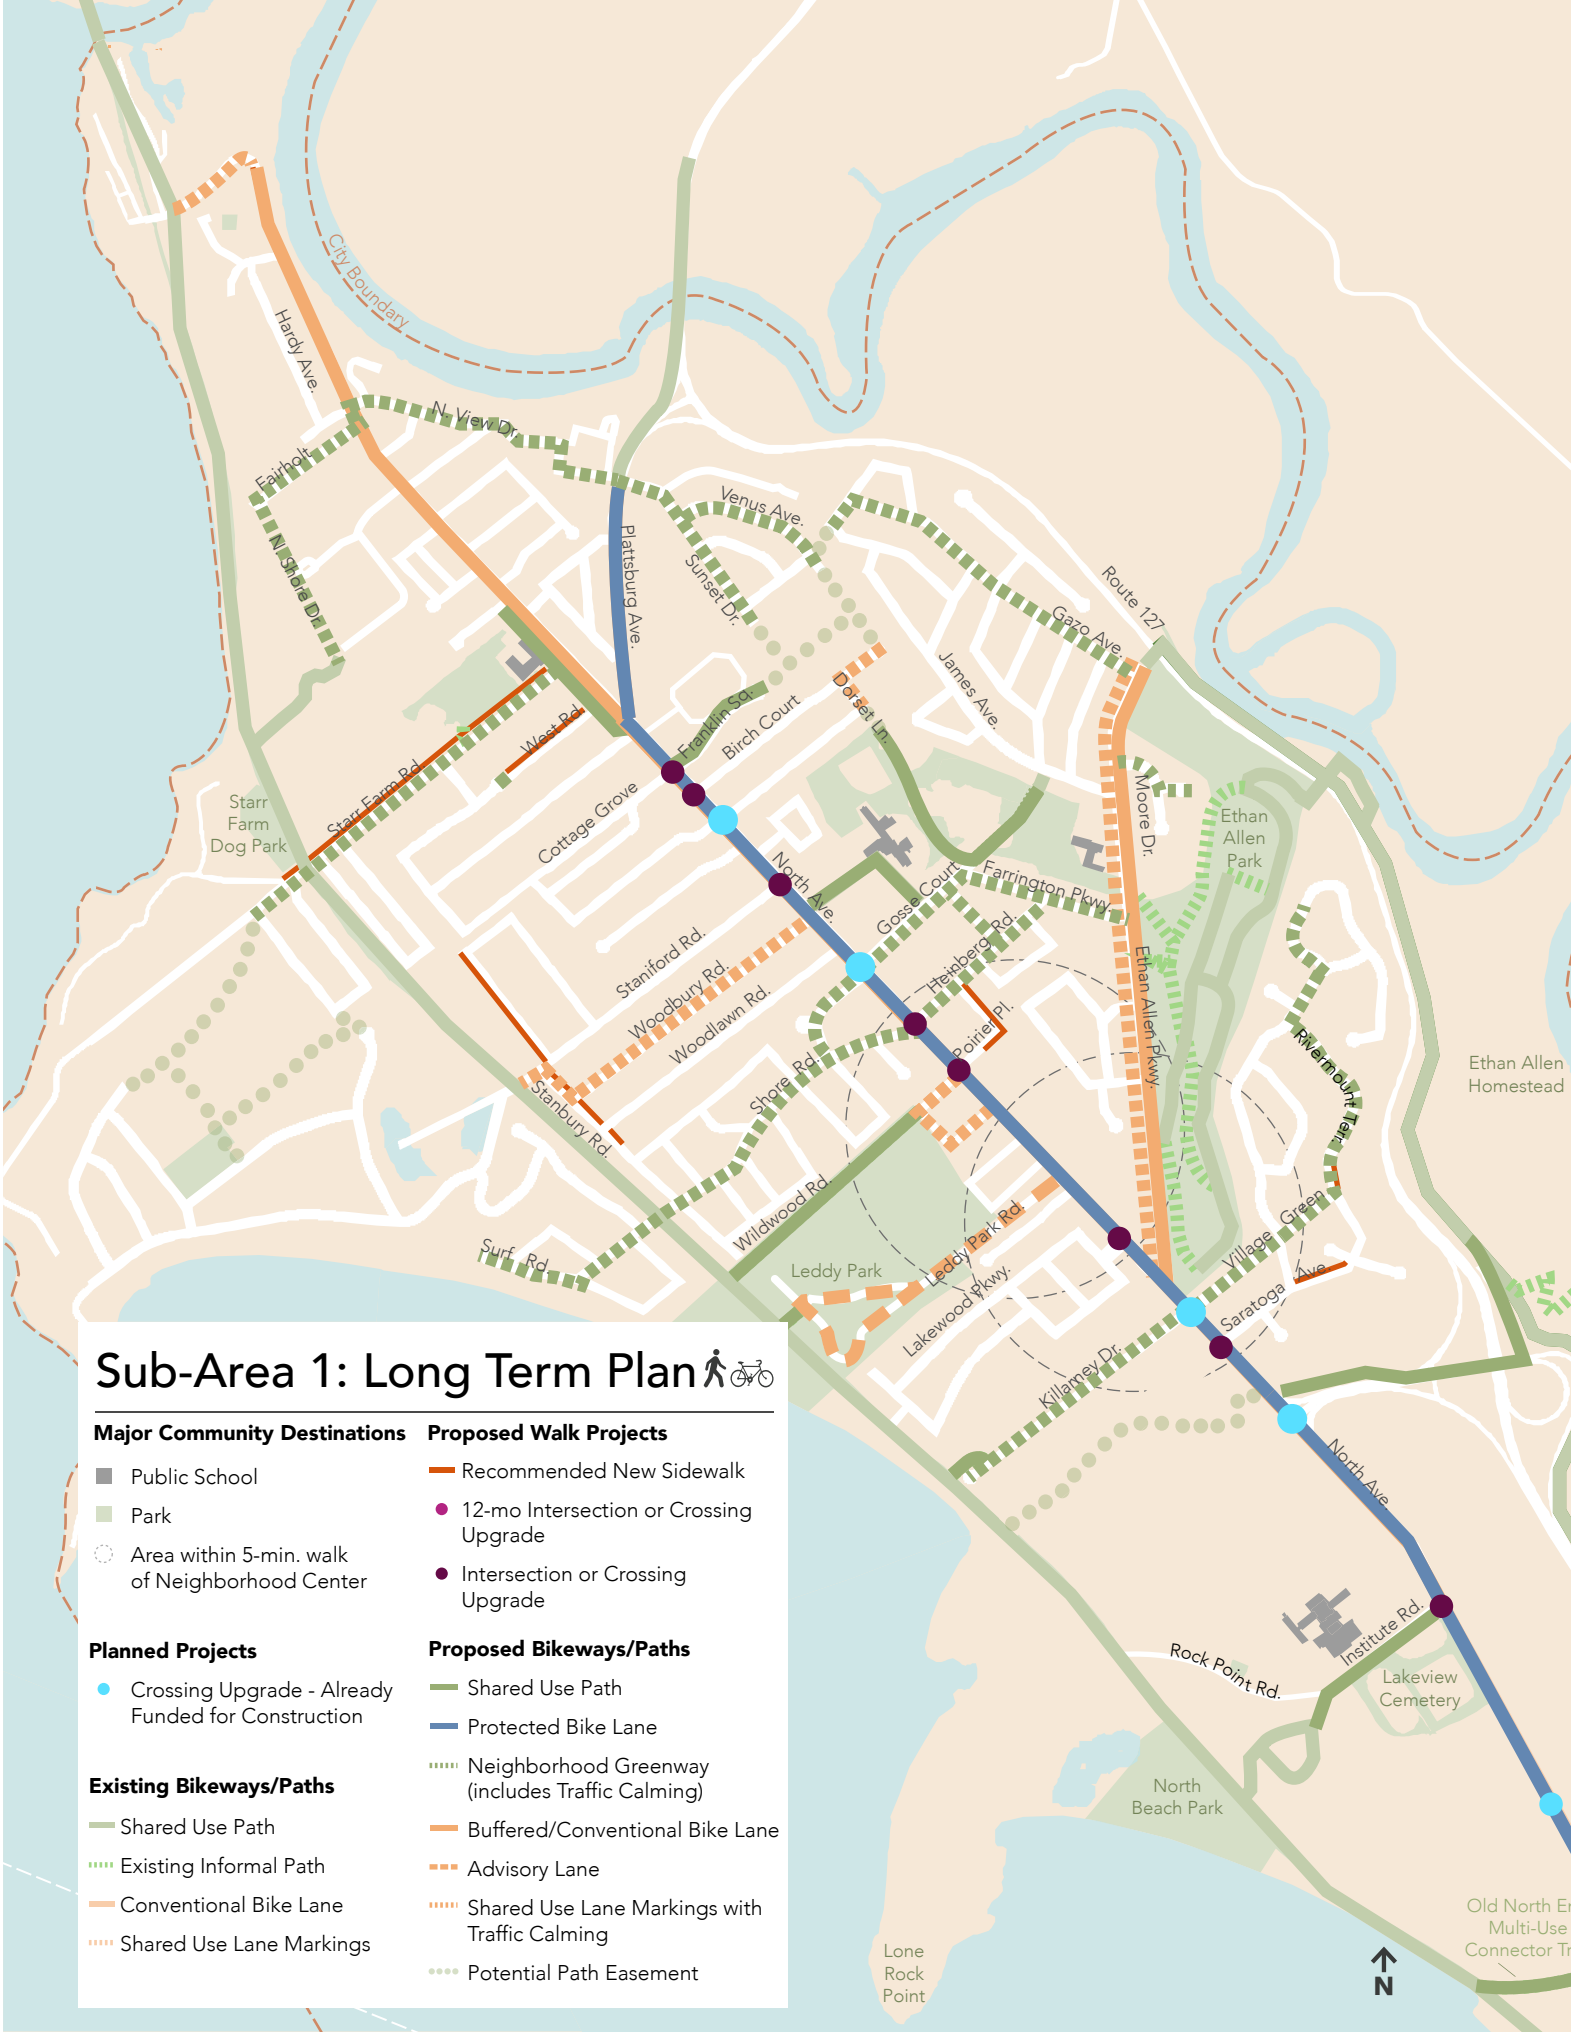 City Boundary
Hardy Ave.
N. View Dr.
Fairholt
N. Shore Dr.
Venus Ave.
Plattsburg Ave.
Sunset Dr.
Route 127
Gazo Ave.
James Ave.
Dorset Ln.
Franklin Sq.
Birch Court
West Rd.
Starr Farm Rd.
Starr
Farm
Dog Park
Cottage Grove
North Ave.
Moore Dr.
Ethan
Allen
Park
Gosse Court
Farrington Pkwy.
Heinberg Rd.
Staniford Rd.
Woodbury Rd.
Woodlawn Rd.
Poirier Pl.
Ethan Allen Pkwy.
Rivermount Terr.
Ethan Allen
Homestead
Stanbury Rd.
Shore Rd.
Wildwood Rd.
Surf Rd.
Leddy Park
Leddy Park Rd.
Lakewood Pkwy.
Village Green
Saratoga Ave.
Killarney Dr.
North Ave.
Institute Rd.
Rock Point Rd.
Lakeview
Cemetery
North
Beach Park
Lone
Rock
Point
Old North En
Multi-Use
Connector Tr
N
Sub-Area 1: Long Term Plan
Major Community Destinations
Public School
Park
Area within 5-min. walk
of Neighborhood Center
Planned Projects
Crossing Upgrade - Already
Funded for Construction
Existing Bikeways/Paths
Shared Use Path
Existing Informal Path
Conventional Bike Lane
Shared Use Lane Markings
Proposed Walk Projects
Recommended New Sidewalk
12-mo Intersection or Crossing
Upgrade
Intersection or Crossing
Upgrade
Proposed Bikeways/Paths
Shared Use Path
Protected Bike Lane
Neighborhood Greenway
(includes Traffic Calming)
Buffered/Conventional Bike Lane
Advisory Lane
Shared Use Lane Markings with
Traffic Calming
Potential Path Easement